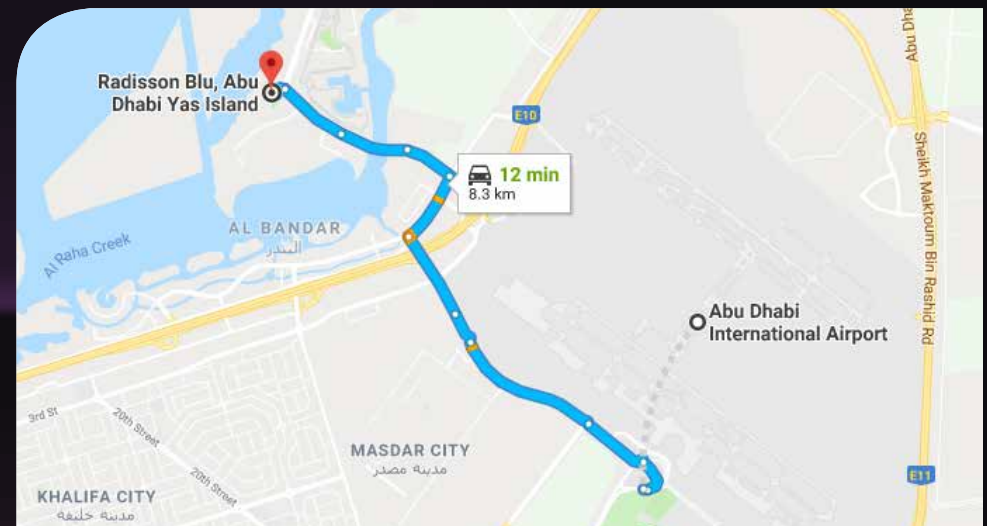 Radisson Blu, Abu
Dhabi Yas Island
E10
Abu Dha
12 min
8.3 km
Sheikh Maktoum Bin Rashid Rd
AL BANDAR
البندر
Al Raha Creek
Abu Dhabi
International Airport
3rd St
20th Street
MASDAR CITY
مدينة مصدر
20th Street
E11
KHALIFA CITY
مدينة خليفة